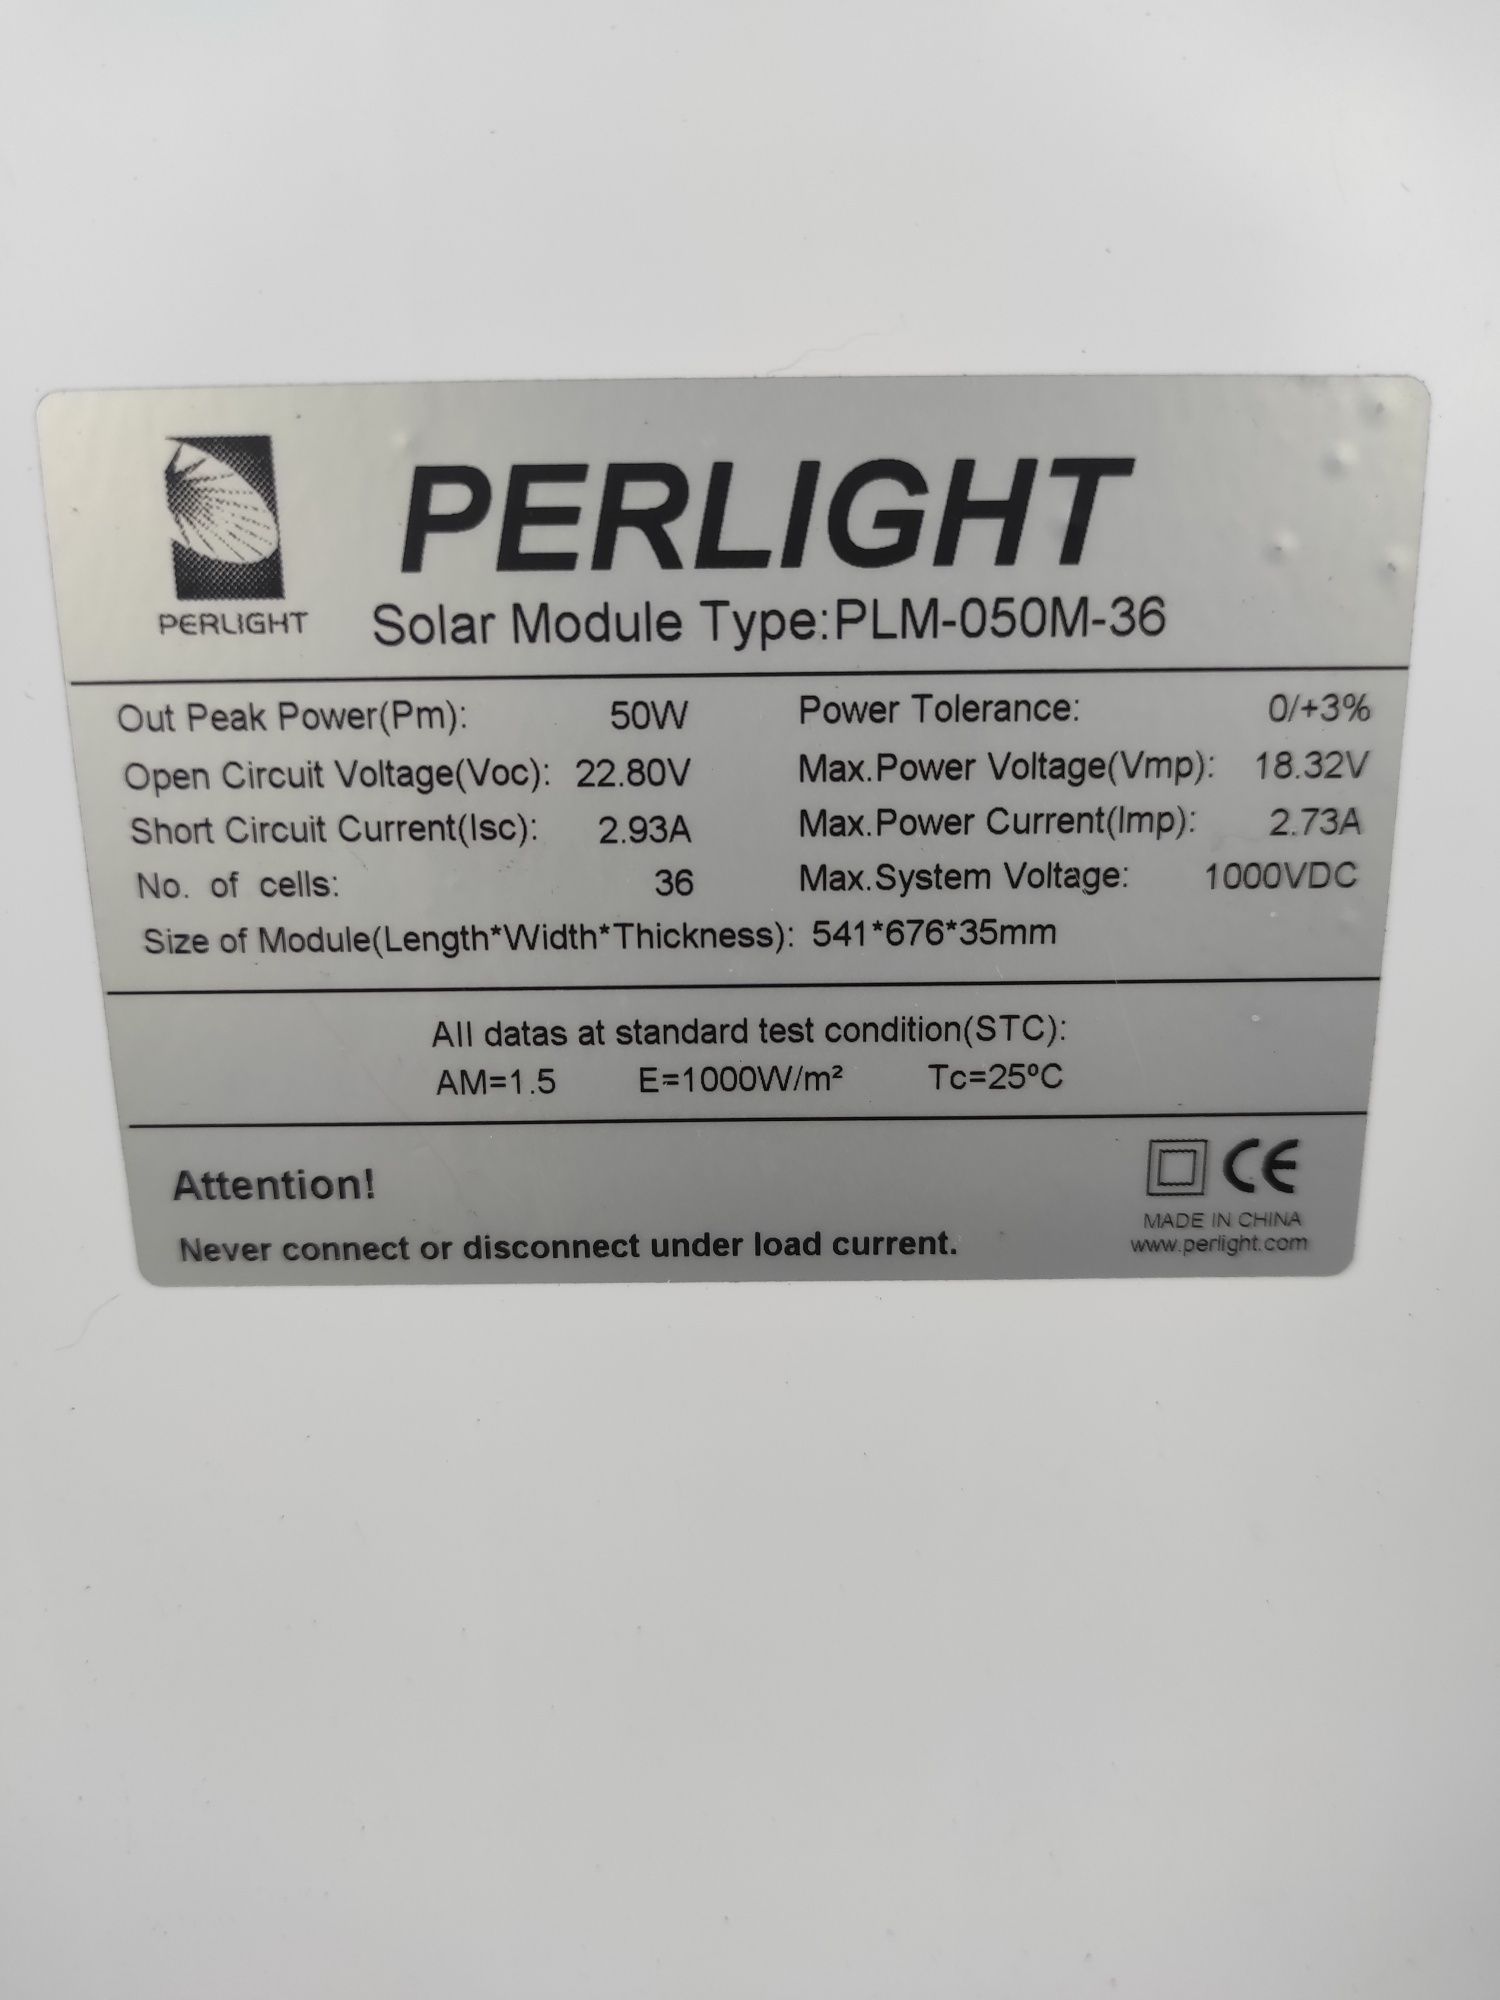 PERLIGHT
PERLIGHT
Solar Module Type:PLM-050M-36
Out Peak Power(Pm): 50W Power Tolerance: 0/+3%
Open Circuit Voltage(Voc): 22.80V Max.Power Voltage(Vmp): 18.32V
Short Circuit Current(Isc): 2.93A Max.Power Current(Imp): 2.73A
No. of cells: 36 Max.System Voltage: 1000VDC
Size of Module(Length*Width*Thickness): 541*676*35mm
All datas at standard test condition(STC):
AM=1.5 E=1000W/m² Tc=25ºC
Attention!
Never connect or disconnect under load current.
CE
MADE IN CHINA
www.perlight.com